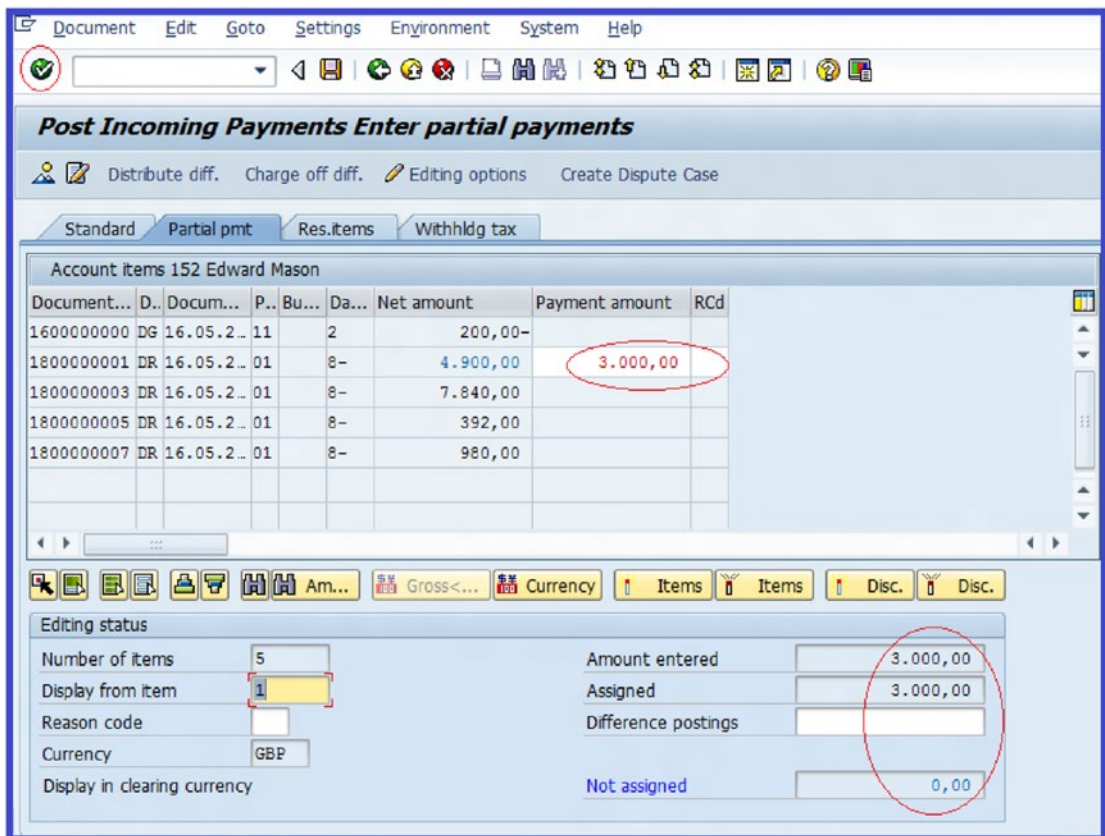 Document Edit Goto Settings Environment System Help
Post Incoming Payments Enter partial payments
Distribute diff. Charge off diff. Editing options Create Dispute Case
Standard Partial pmt Res.items Withhldg tax
Account items 152 Edward Mason
Document... D.. Docum... P.. Bu... Da... Net amount Payment amount RCd
1600000000 DG 16.05.2… 11 2 200,00-
1800000001 DR 16.05.2… 01 8- 4.900,00 3.000,00
1800000003 DR 16.05.2… 01 8- 7.840,00
1800000005 DR 16.05.2… 01 8- 392,00
1800000007 DR 16.05.2… 01 8- 980,00
Am... Gross<... Currency Items Items Disc. Disc.
Editing status
Number of items 5 Amount entered 3.000,00
Display from item 1 Assigned 3.000,00
Reason code Difference postings
Currency GBP
Display in clearing currency Not assigned 0,00